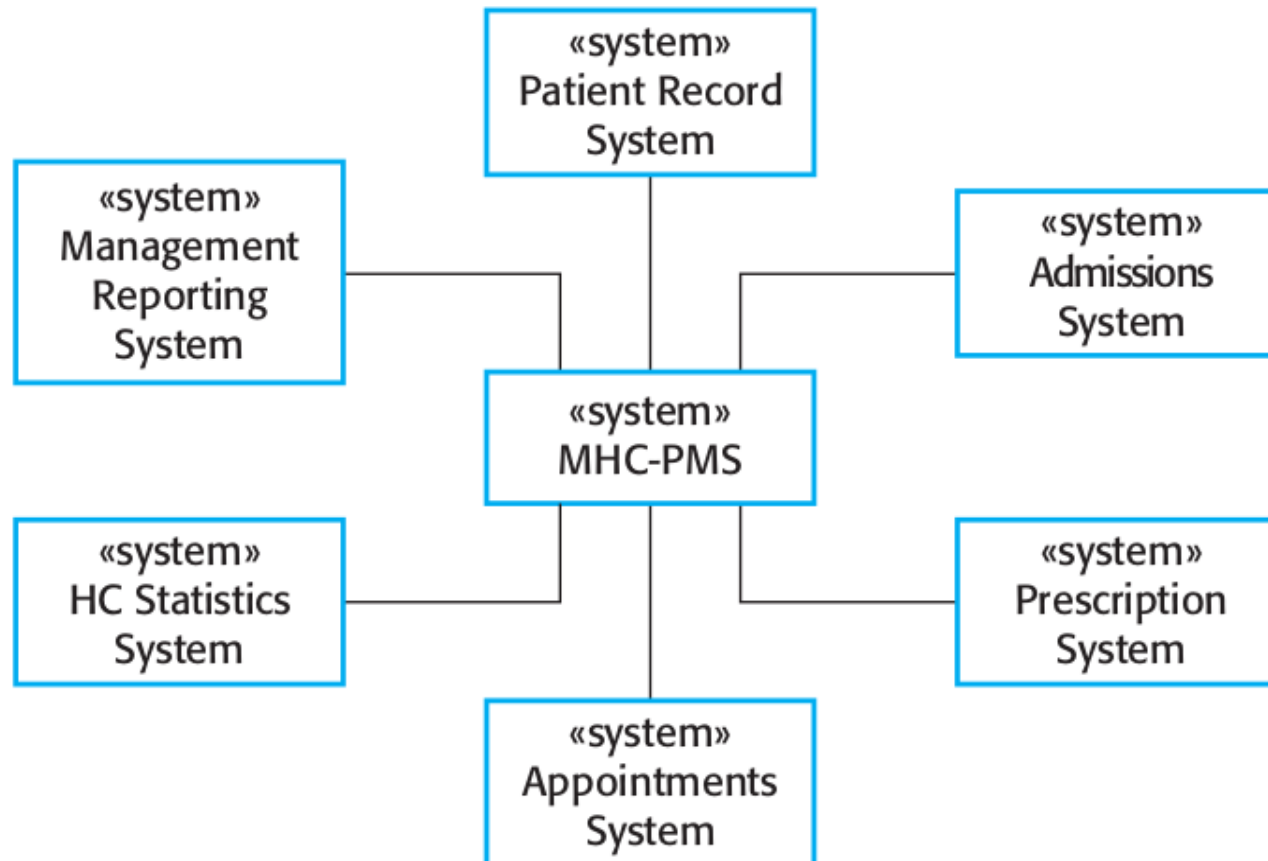 «system»
Patient Record
System
«system»
Management
Reporting
System
«system»
Admissions
System
«system»
MHC-PMS
«system»
HC Statistics
System
«system»
Prescription
System
«system»
Appointments
System